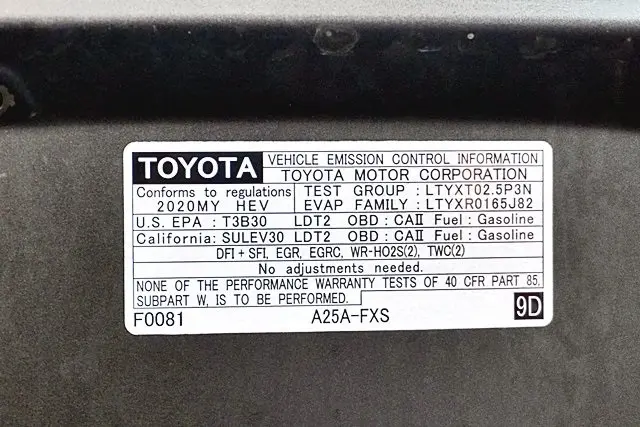 TOYOTA
VEHICLE EMISSION CONTROL INFORMATION
TOYOTA MOTOR CORPORATION
Conforms to regulations
2020MY HEV
TEST GROUP : LTYXT02.5P3N
EVAP FAMILY : LTYXR0165J82
U.S. EPA : T3B30 LDT2 OBD : CAII Fuel : Gasoline
California: SULEV30 LDT2 OBD : CAII Fuel : Gasoline
DFI + SFI, EGR, EGRC, WR-HO2S(2), TWC(2)
No adjustments needed.
NONE OF THE PERFORMANCE WARRANTY TESTS OF 40 CFR PART 85.
SUBPART W, IS TO BE PERFORMED.
9D
F0081 A25A-FXS